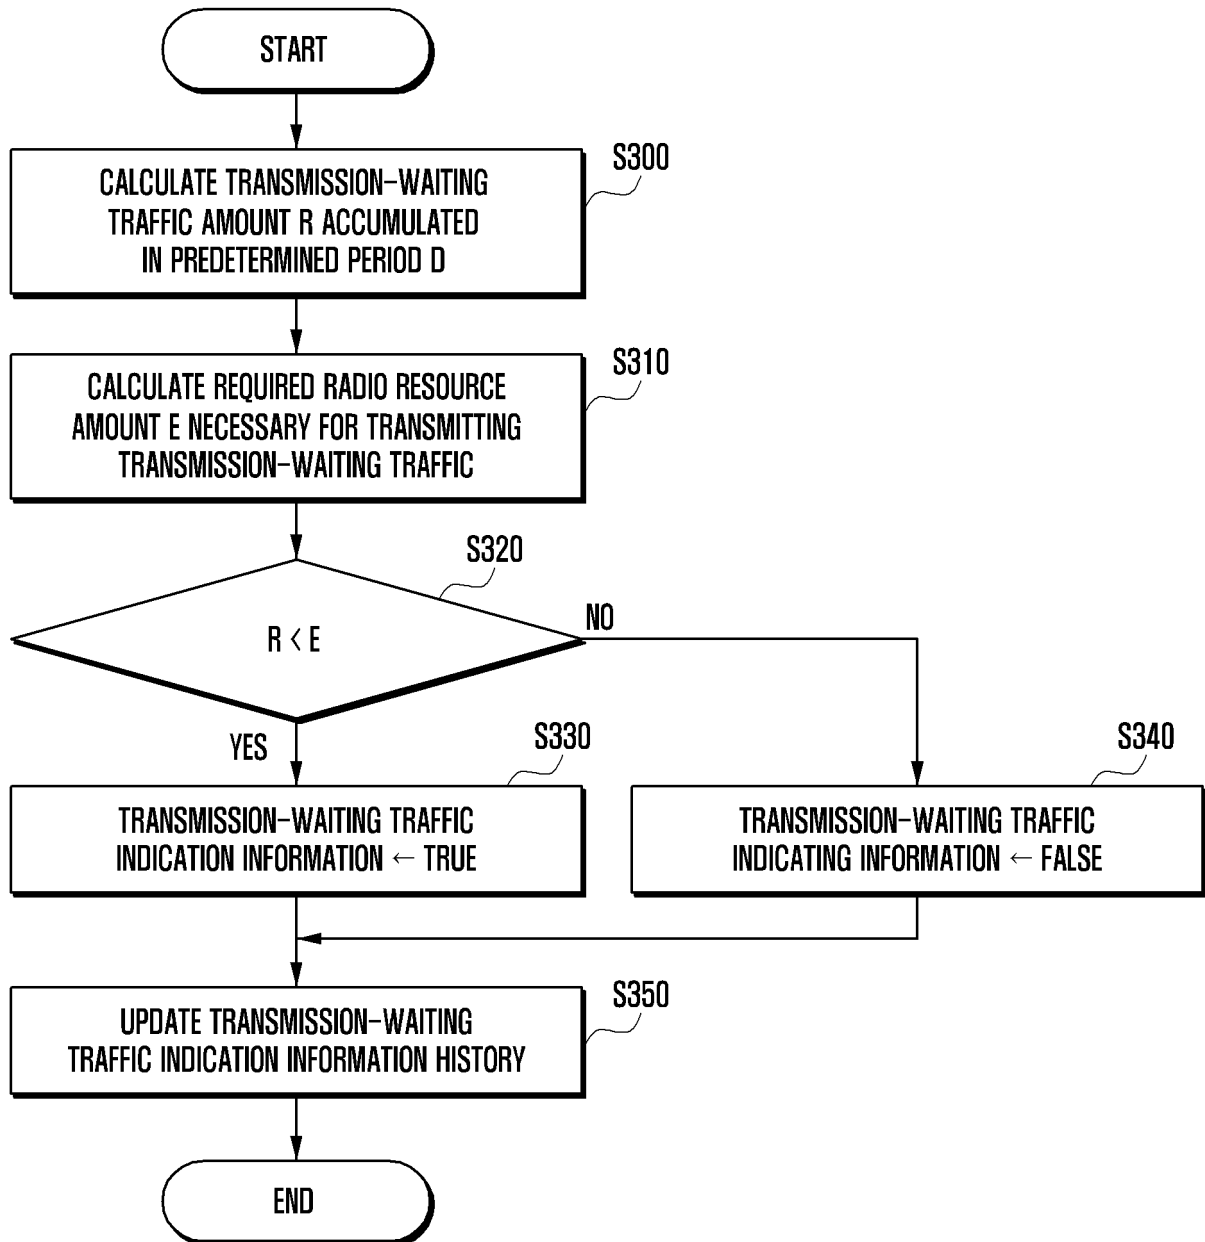 START
S300
CALCULATE TRANSMISSION-WAITING
TRAFFIC AMOUNT R ACCUMULATED
IN PREDETERMINED PERIOD D
S310
CALCULATE REQUIRED RADIO RESOURCE
AMOUNT E NECESSARY FOR TRANSMITTING
TRANSMISSION-WAITING TRAFFIC
S320
R < E
NO
YES
S330
TRANSMISSION-WAITING TRAFFIC
INDICATION INFORMATION ← TRUE
S340
TRANSMISSION-WAITING TRAFFIC
INDICATING INFORMATION ← FALSE
S350
UPDATE TRANSMISSION-WAITING
TRAFFIC INDICATION INFORMATION HISTORY
END